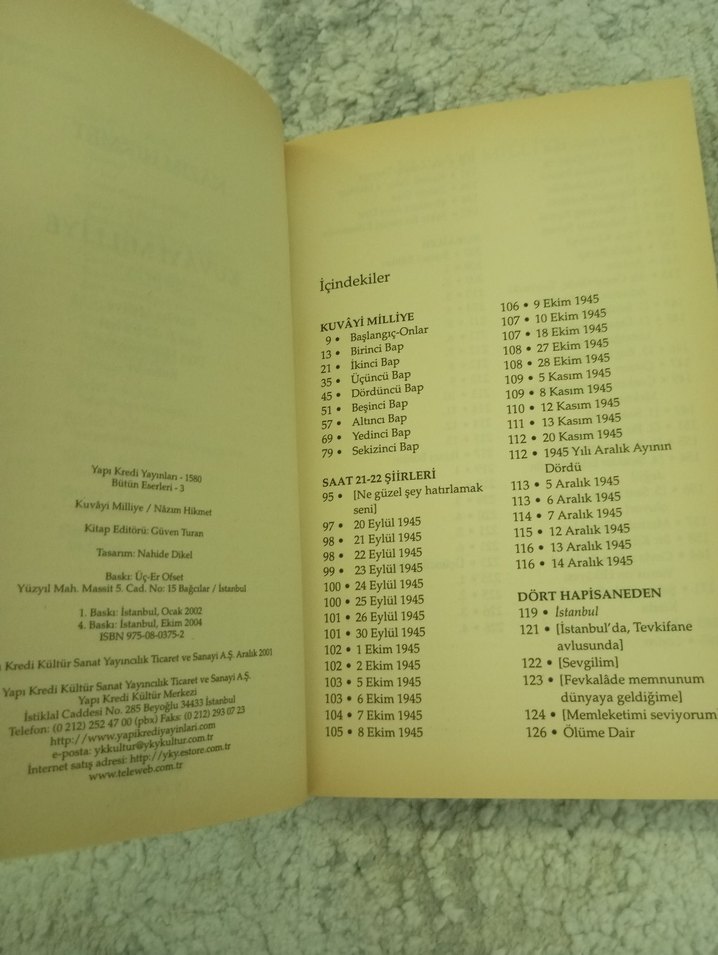 Yapı Kredi Yayınları - 1580
Bütün Eserleri - 3
Kuvâyi Milliye / Nâzım Hikmet
Kitap Editörü: Güven Turan
Tasarım: Nahide Dikel
Baskı: Üç-Er Ofset
Yüzyıl Mah. Massit 5. Cad. No: 15 Bağcılar / İstanbul
1. Baskı: İstanbul, Ocak 2002
4. Baskı: İstanbul, Ekim 2004
ISBN 975-08-0375-2
Kredi Kültür Sanat Yayıncılık Ticaret ve Sanayi A.Ş. Aralık 2001
Yapı Kredi Kültür Sanat Yayıncılık Ticaret ve Sanayi A.Ş.
Yapı Kredi Kültür Merkezi
İstiklal Caddesi No. 285 Beyoğlu 34433 İstanbul
Telefon: (0 212) 252 47 00 (pbx) Faks: (0 212) 293 07 23
http://www.yapikrediyayinlari.com
e-posta: ykkultur@ykykultur.com.tr
İnternet satış adresi: http://yky.estore.com.tr
www.teleweb.com.tr
İçindekiler
KUVÂYİ MİLLİYE
9 • Başlangıç-Onlar
13 • Birinci Bap
21 • İkinci Bap
35 • Üçüncü Bap
45 • Dördüncü Bap
51 • Beşinci Bap
57 • Altıncı Bap
69 • Yedinci Bap
79 • Sekizinci Bap
SAAT 21-22 ŞİİRLERİ
95 • [Ne güzel şey hatırlamak
seni]
97 • 20 Eylül 1945
98 • 21 Eylül 1945
98 • 22 Eylül 1945
99 • 23 Eylül 1945
100 • 24 Eylül 1945
100 • 25 Eylül 1945
101 • 26 Eylül 1945
101 • 30 Eylül 1945
102 • 1 Ekim 1945
102 • 2 Ekim 1945
103 • 5 Ekim 1945
103 • 6 Ekim 1945
104 • 7 Ekim 1945
105 • 8 Ekim 1945
106 • 9 Ekim 1945
107 • 10 Ekim 1945
107 • 18 Ekim 1945
108 • 27 Ekim 1945
108 • 28 Ekim 1945
109 • 5 Kasım 1945
109 • 8 Kasım 1945
110 • 12 Kasım 1945
111 • 13 Kasım 1945
112 • 20 Kasım 1945
112 • 1945 Yılı Aralık Ayının
Dördü
113 • 5 Aralık 1945
113 • 6 Aralık 1945
114 • 7 Aralık 1945
115 • 12 Aralık 1945
116 • 13 Aralık 1945
116 • 14 Aralık 1945
DÖRT HAPİSANEDEN
119 • İstanbul
121 • [İstanbul'da, Tevkifane
avlusunda]
122 • [Sevgilim]
123 • [Fevkalâde memnunum
dünyaya geldiğime]
124 • [Memleketimi seviyorum
126 • Ölüme Dair